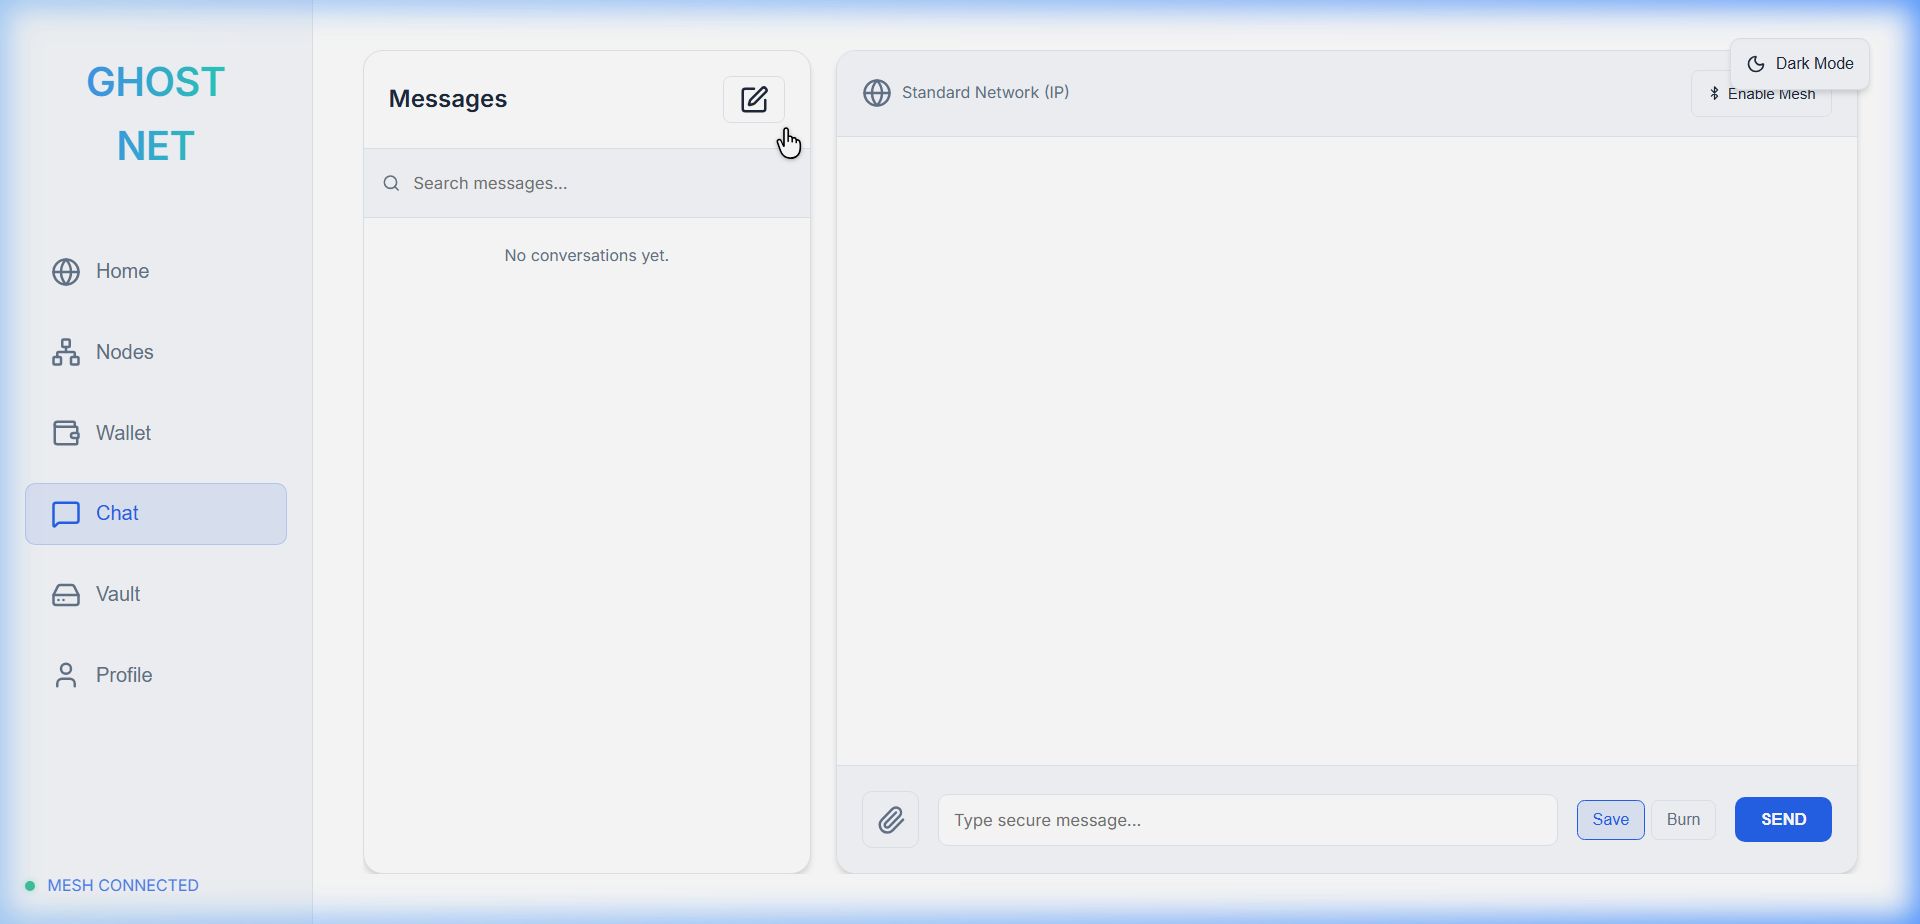 GHOST
NET
Home
Nodes
Wallet
Chat
Vault
Profile
MESH CONNECTED
Messages
Search messages...
No conversations yet.
Standard Network (IP)
Dark Mode
Enable Mesh
Type secure message...
Save
Burn
SEND